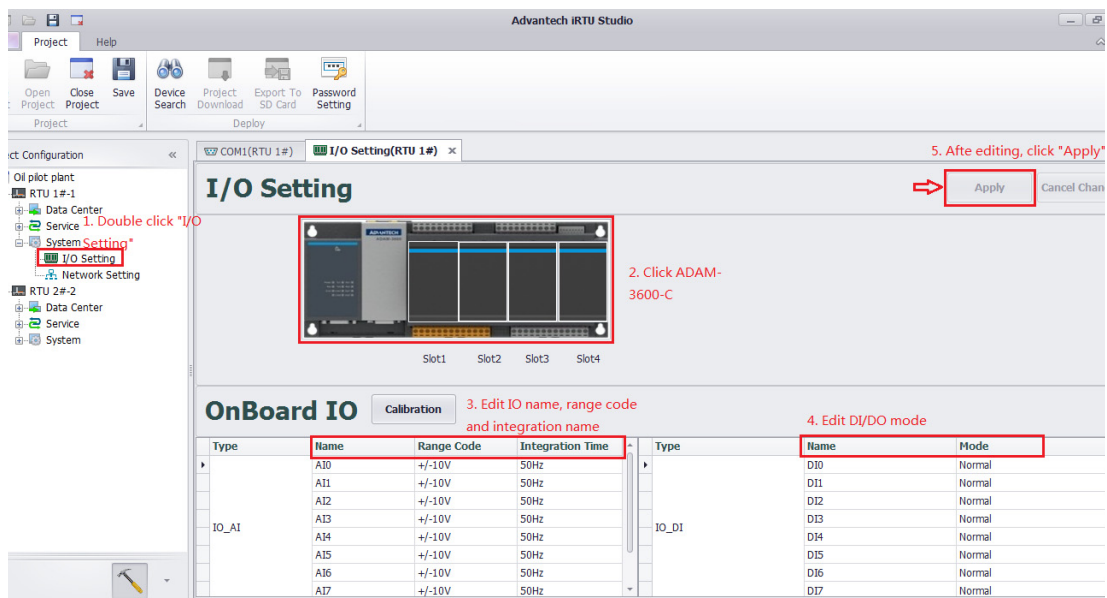 Advantech iRTU Studio
Project Help
Open Project
Close Project
Save
Device Search
Project Download
Export To SD Card
Password Setting
Project
Deploy
ct Configuration «
COM1(RTU 1#) I/O Setting(RTU 1#) ×
5. Afte editing, click "Apply"
I/O Setting
Apply
Cancel Chan
Oil pilot plant
RTU 1#-1
Data Center
Service
System
I/O Setting
Network Setting
RTU 2#-2
Data Center
Service
System
1. Double click "I/O
Setting"
ADVANTECH
2. Click ADAM-
3600-C
Slot1 Slot2 Slot3 Slot4
OnBoard IO
Calibration
3. Edit IO name, range code
and integration name
4. Edit DI/DO mode
Type Name Range Code Integration Time
IO_AI
AI0 +/-10V 50Hz
AI1 +/-10V 50Hz
AI2 +/-10V 50Hz
AI3 +/-10V 50Hz
AI4 +/-10V 50Hz
AI5 +/-10V 50Hz
AI6 +/-10V 50Hz
AI7 +/-10V 50Hz
Type Name Mode
IO_DI
DI0 Normal
DI1 Normal
DI2 Normal
DI3 Normal
DI4 Normal
DI5 Normal
DI6 Normal
DI7 Normal